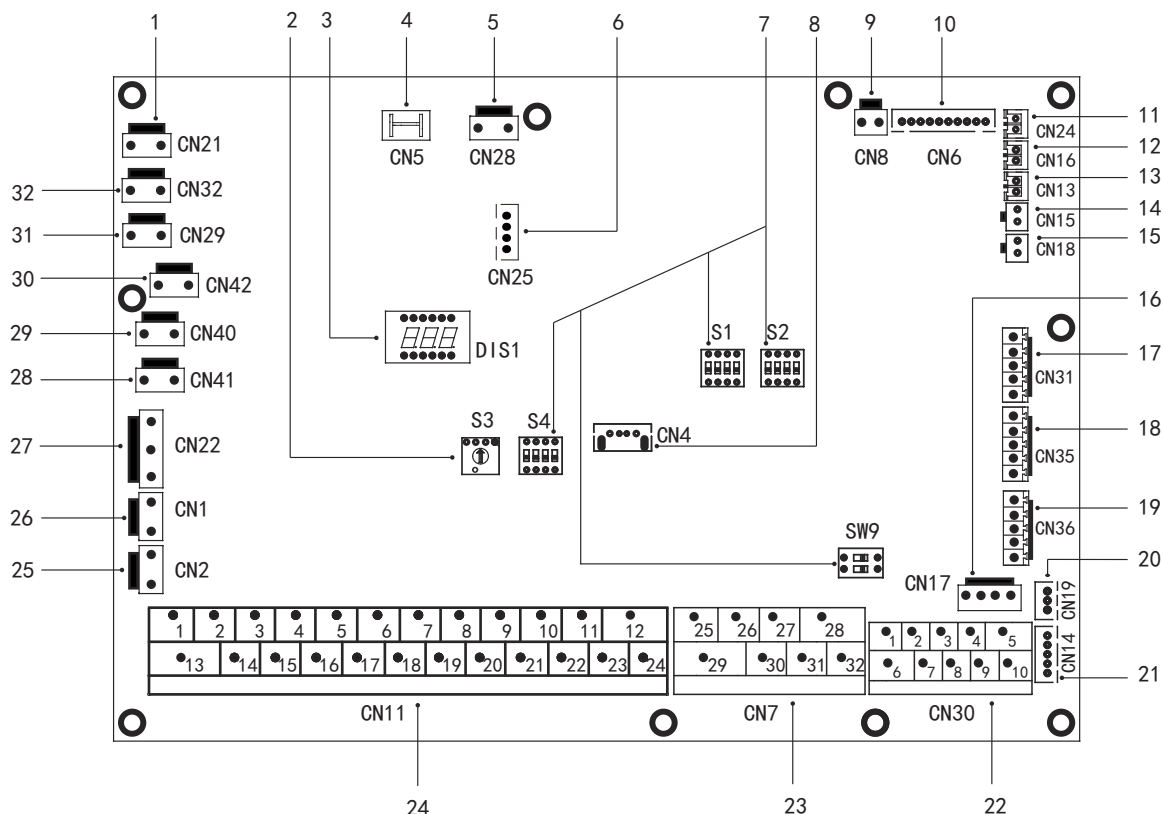 1 2 3 4 5 6 7 8 9 10
CN21
CN5
CN28
CN8
CN6
CN24 11
CN16 12
CN13 13
32 CN32
CN15 14
31 CN29
CN18 15
CN25
30 CN42
16
29 CN40
DIS1
S1 S2
17
CN31
28 CN41
27 CN22
S3 S4 CN4
18
CN35
26 CN1
19
CN36
SW9
25 CN2
CN17
20
CN19
1 2 3 4 5 6 7 8 9 10 11 12
25 26 27 28
1 2 3 4 5
CN14
13 14 15 16 17 18 19 20 21 22 23 24
29 30 31 32
6 7 8 9 10
21
CN11 CN7 CN30
24 23 22